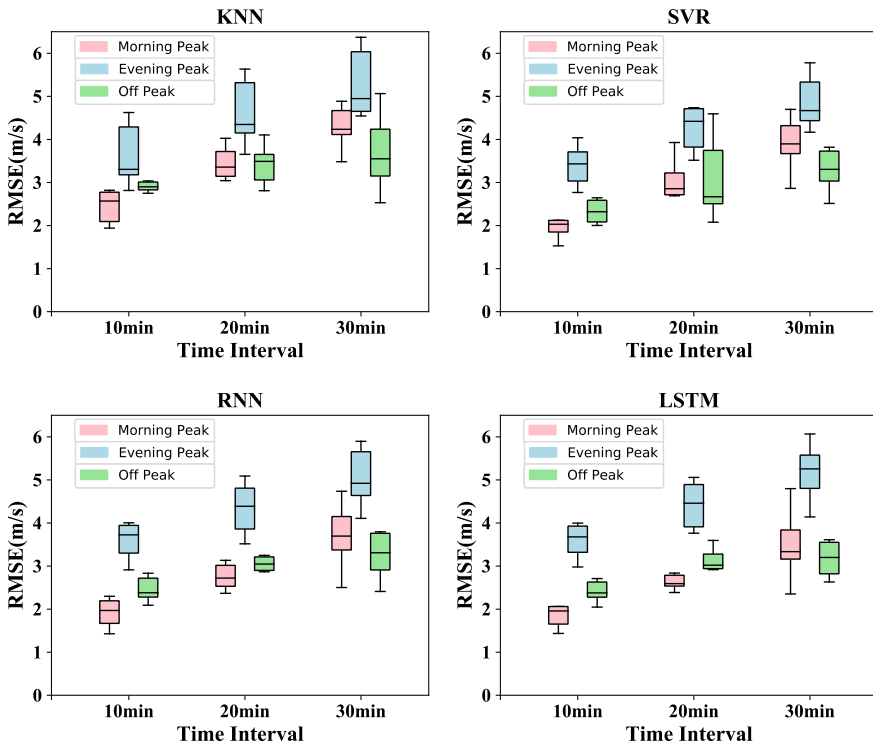 KNN
RMSE(m/s)
6
5
4
3
2
1
0
Morning Peak
Evening Peak
Off Peak
10min 20min 30min
Time Interval
SVR
RMSE(m/s)
6
5
4
3
2
1
0
Morning Peak
Evening Peak
Off Peak
10min 20min 30min
Time Interval
RNN
RMSE(m/s)
6
5
4
3
2
1
0
Morning Peak
Evening Peak
Off Peak
10min 20min 30min
Time Interval
LSTM
RMSE(m/s)
6
5
4
3
2
1
0
Morning Peak
Evening Peak
Off Peak
10min 20min 30min
Time Interval